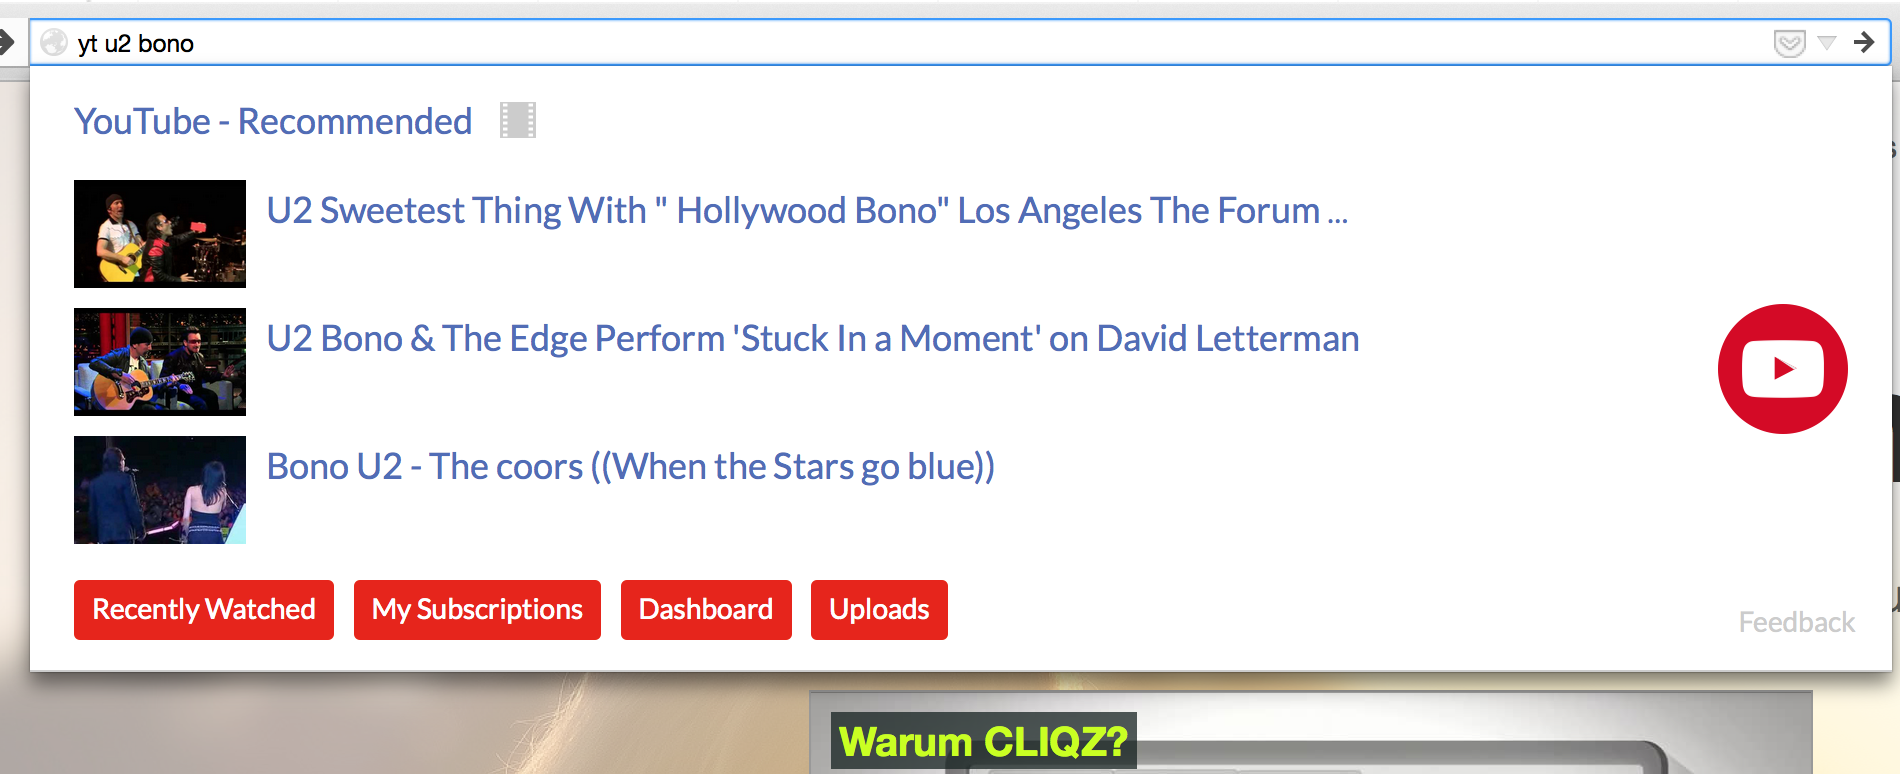 yt u2 bono
YouTube - Recommended
U2 Sweetest Thing With " Hollywood Bono" Los Angeles The Forum ...
U2 Bono & The Edge Perform 'Stuck In a Moment' on David Letterman
Bono U2 - The coors ((When the Stars go blue))
Recently Watched
My Subscriptions
Dashboard
Uploads
Feedback
Warum CLIQZ?